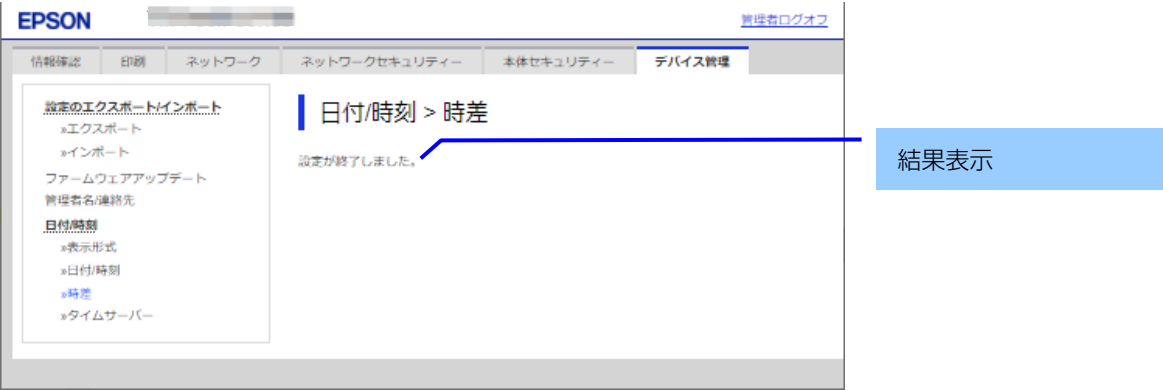 EPSON
管理者ログオフ
情報確認 印刷 ネットワーク ネットワークセキュリティー 本体セキュリティー デバイス管理
設定のエクスポート/インポート
»エクスポート
»インポート
ファームウェアアップデート
管理者名/連絡先
日付/時刻
»表示形式
»日付/時刻
»時差
»タイムサーバー
日付/時刻 > 時差
設定が終了しました。
結果表示